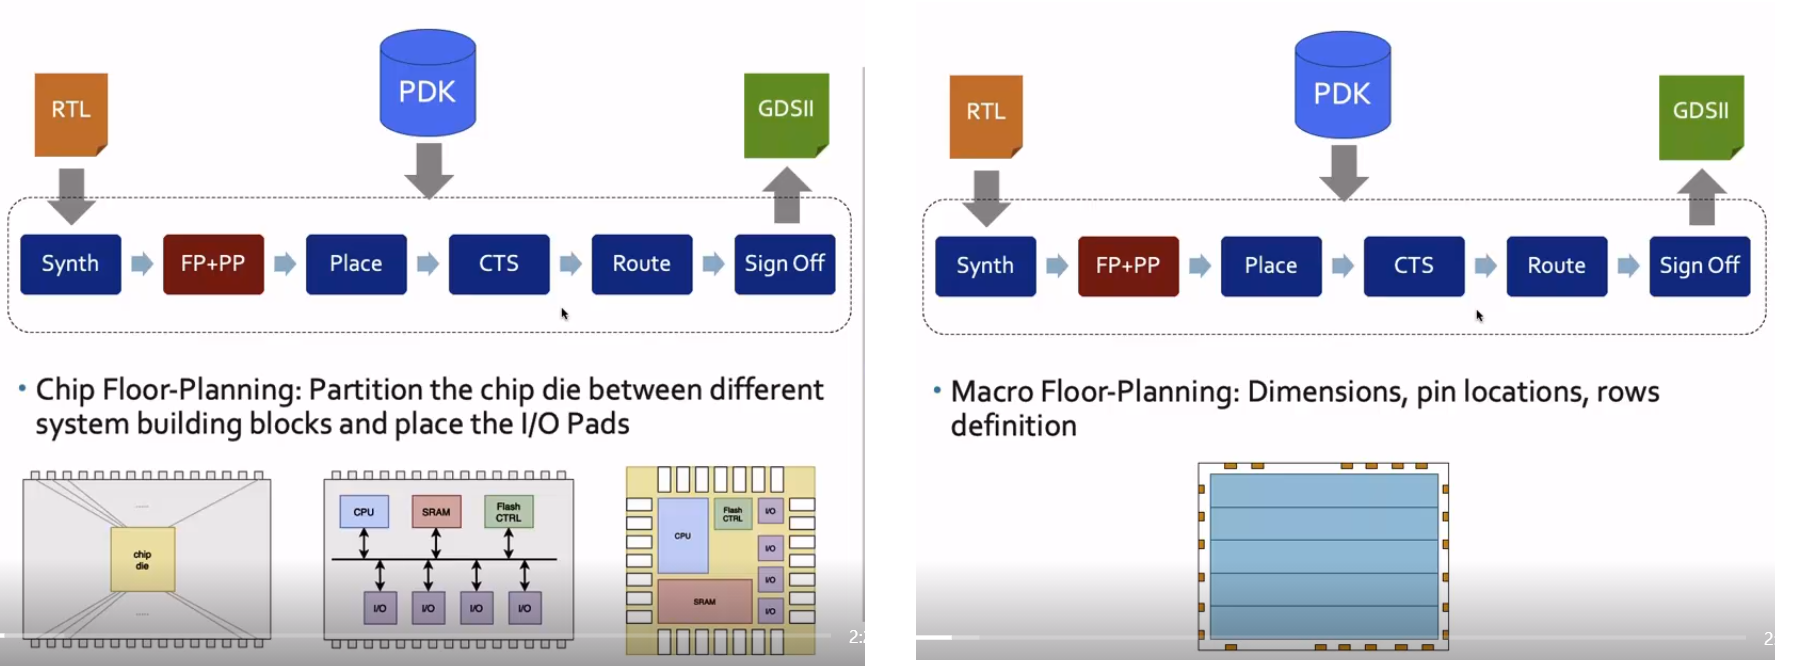 RTL
PDK
GDSII
Synth
FP+PP
Place
CTS
Route
Sign Off
• Chip Floor-Planning: Partition the chip die between different
system building blocks and place the I/O Pads
chip
die
CPU
SRAM
Flash
CTRL
I/O
I/O
I/O
I/O
CPU
Flash
CTRL
I/O
I/O
I/O
I/O
SRAM
RTL
PDK
GDSII
Synth
FP+PP
Place
CTS
Route
Sign Off
• Macro Floor-Planning: Dimensions, pin locations, rows
definition